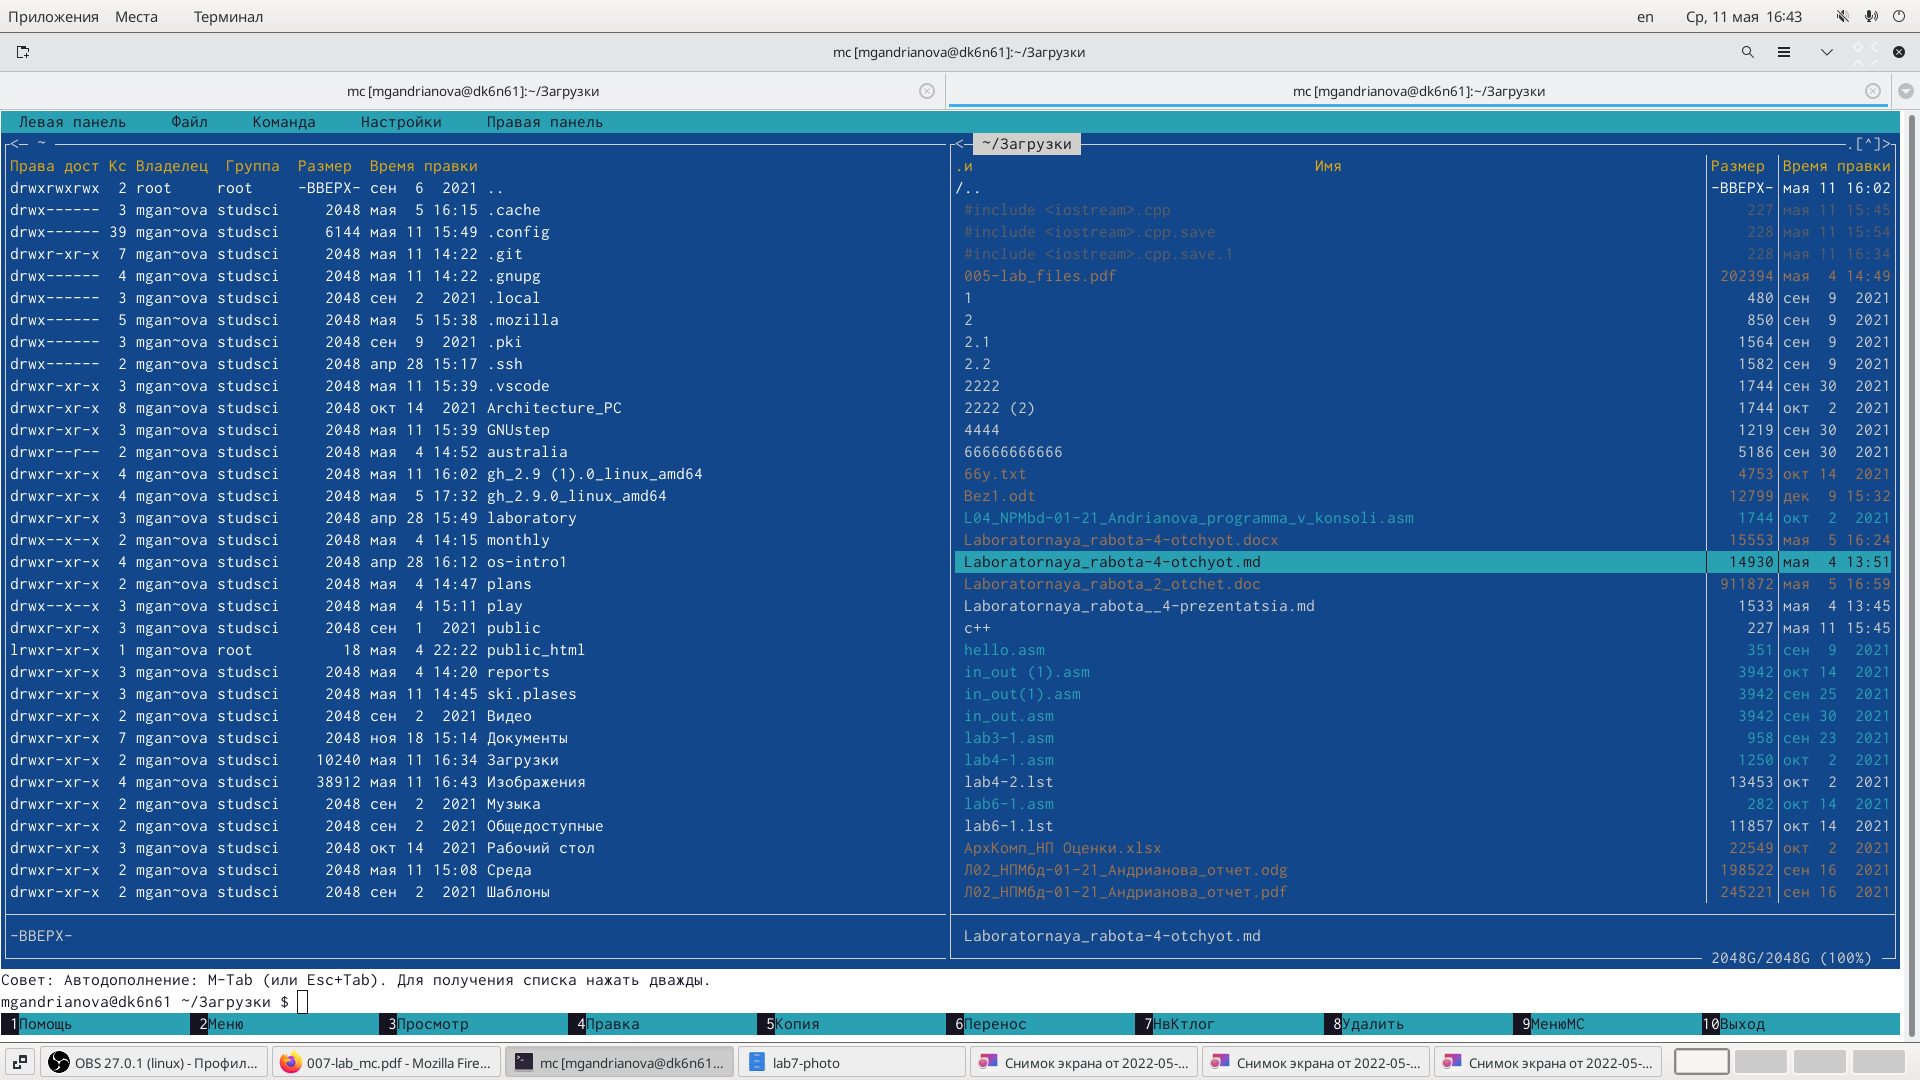 Приложения Места Терминал en Ср, 11 мая 16:43
mc [mgandrianova@dk6n61]:~/Загрузки
mc [mgandrianova@dk6n61]:~/Загрузки mc [mgandrianova@dk6n61]:~/Загрузки
Левая панель Файл Команда Настройки Правая панель
<- ~
Права дост Кс Владелец Группа Размер Время правки
drwxrwxrwx 2 root root -ВВЕРХ- сен 6 2021 ..
drwx------ 3 mgan~ova studsci 2048 мая 5 16:15 .cache
drwx------ 39 mgan~ova studsci 6144 мая 11 15:49 .config
drwxr-xr-x 7 mgan~ova studsci 2048 мая 11 14:22 .git
drwx------ 4 mgan~ova studsci 2048 мая 11 14:22 .gnupg
drwx------ 3 mgan~ova studsci 2048 сен 2 2021 .local
drwx------ 5 mgan~ova studsci 2048 мая 5 15:38 .mozilla
drwx------ 3 mgan~ova studsci 2048 сен 9 2021 .pki
drwx------ 2 mgan~ova studsci 2048 апр 28 15:17 .ssh
drwxr-xr-x 3 mgan~ova studsci 2048 мая 11 15:39 .vscode
drwxr-xr-x 8 mgan~ova studsci 2048 окт 14 2021 Architecture_PC
drwxr-xr-x 3 mgan~ova studsci 2048 мая 11 15:39 GNUstep
drwxr--r-- 2 mgan~ova studsci 2048 мая 4 14:52 australia
drwxr-xr-x 4 mgan~ova studsci 2048 мая 11 16:02 gh_2.9 (1).0_linux_amd64
drwxr-xr-x 4 mgan~ova studsci 2048 мая 5 17:32 gh_2.9.0_linux_amd64
drwxr-xr-x 3 mgan~ova studsci 2048 апр 28 15:49 laboratory
drwx--x--x 2 mgan~ova studsci 2048 мая 4 14:15 monthly
drwxr-xr-x 4 mgan~ova studsci 2048 апр 28 16:12 os-intro1
drwxr-xr-x 2 mgan~ova studsci 2048 мая 4 14:47 plans
drwx--x--x 3 mgan~ova studsci 2048 мая 4 15:11 play
drwxr-xr-x 3 mgan~ova studsci 2048 сен 1 2021 public
lrwxr-xr-x 1 mgan~ova root 18 мая 4 22:22 public_html
drwxr-xr-x 3 mgan~ova studsci 2048 мая 4 14:20 reports
drwxr-xr-x 3 mgan~ova studsci 2048 мая 11 14:45 ski.plases
drwxr-xr-x 2 mgan~ova studsci 2048 сен 2 2021 Видео
drwxr-xr-x 7 mgan~ova studsci 2048 ноя 18 15:14 Документы
drwxr-xr-x 2 mgan~ova studsci 10240 мая 11 16:34 Загрузки
drwxr-xr-x 4 mgan~ova studsci 38912 мая 11 16:43 Изображения
drwxr-xr-x 2 mgan~ova studsci 2048 сен 2 2021 Музыка
drwxr-xr-x 2 mgan~ova studsci 2048 сен 2 2021 Общедоступные
drwxr-xr-x 3 mgan~ova studsci 2048 окт 14 2021 Рабочий стол
drwxr-xr-x 2 mgan~ova studsci 2048 мая 11 15:08 Среда
drwxr-xr-x 2 mgan~ova studsci 2048 сен 2 2021 Шаблоны
-ВВЕРХ-
<- ~/Загрузки .[^]>
.и Имя Размер Время правки
/.. -ВВЕРХ- мая 11 16:02
#include <iostream>.cpp 227 мая 11 15:45
#include <iostream>.cpp.save 228 мая 11 15:54
#include <iostream>.cpp.save.1 228 мая 11 16:34
005-lab_files.pdf 202394 мая 4 14:49
1 480 сен 9 2021
2 850 сен 9 2021
2.1 1564 сен 9 2021
2.2 1582 сен 9 2021
2222 1744 сен 30 2021
2222 (2) 1744 окт 2 2021
4444 1219 сен 30 2021
66666666666 5186 сен 30 2021
66y.txt 4753 окт 14 2021
Bez1.odt 12799 дек 9 15:32
L04_NPMbd-01-21_Andrianova_programma_v_konsoli.asm 1744 окт 2 2021
Laboratornaya_rabota-4-otchyot.docx 15553 мая 5 16:24
Laboratornaya_rabota-4-otchyot.md 14930 мая 4 13:51
Laboratornaya_rabota_2_otchet.doc 911872 мая 5 16:59
Laboratornaya_rabota__4-prezentatsia.md 1533 мая 4 13:45
c++ 227 мая 11 15:45
hello.asm 351 сен 9 2021
in_out (1).asm 3942 окт 14 2021
in_out(1).asm 3942 сен 25 2021
in_out.asm 3942 сен 30 2021
lab3-1.asm 958 сен 23 2021
lab4-1.asm 1250 окт 2 2021
lab4-2.lst 13453 окт 2 2021
lab6-1.asm 282 окт 14 2021
lab6-1.lst 11857 окт 14 2021
АрхКомп_НП Оценки.xlsx 22549 окт 2 2021
Л02_НПМбд-01-21_Андрианова_отчет.odg 198522 сен 16 2021
Л02_НПМбд-01-21_Андрианова_отчет.pdf 245221 сен 16 2021
Laboratornaya_rabota-4-otchyot.md
2048G/2048G (100%)
Совет: Автодополнение: M-Tab (или Esc+Tab). Для получения списка нажать дважды.
mgandrianova@dk6n61 ~/Загрузки $
1Помощь 2Меню 3Просмотр 4Правка 5Копия 6Перенос 7НвКтлог 8Удалить 9МенюMC 10Выход
OBS 27.0.1 (linux) - Профил... 007-lab_mc.pdf - Mozilla Fire... mc [mgandrianova@dk6n61... lab7-photo Снимок экрана от 2022-05-... Снимок экрана от 2022-05-... Снимок экрана от 2022-05-...